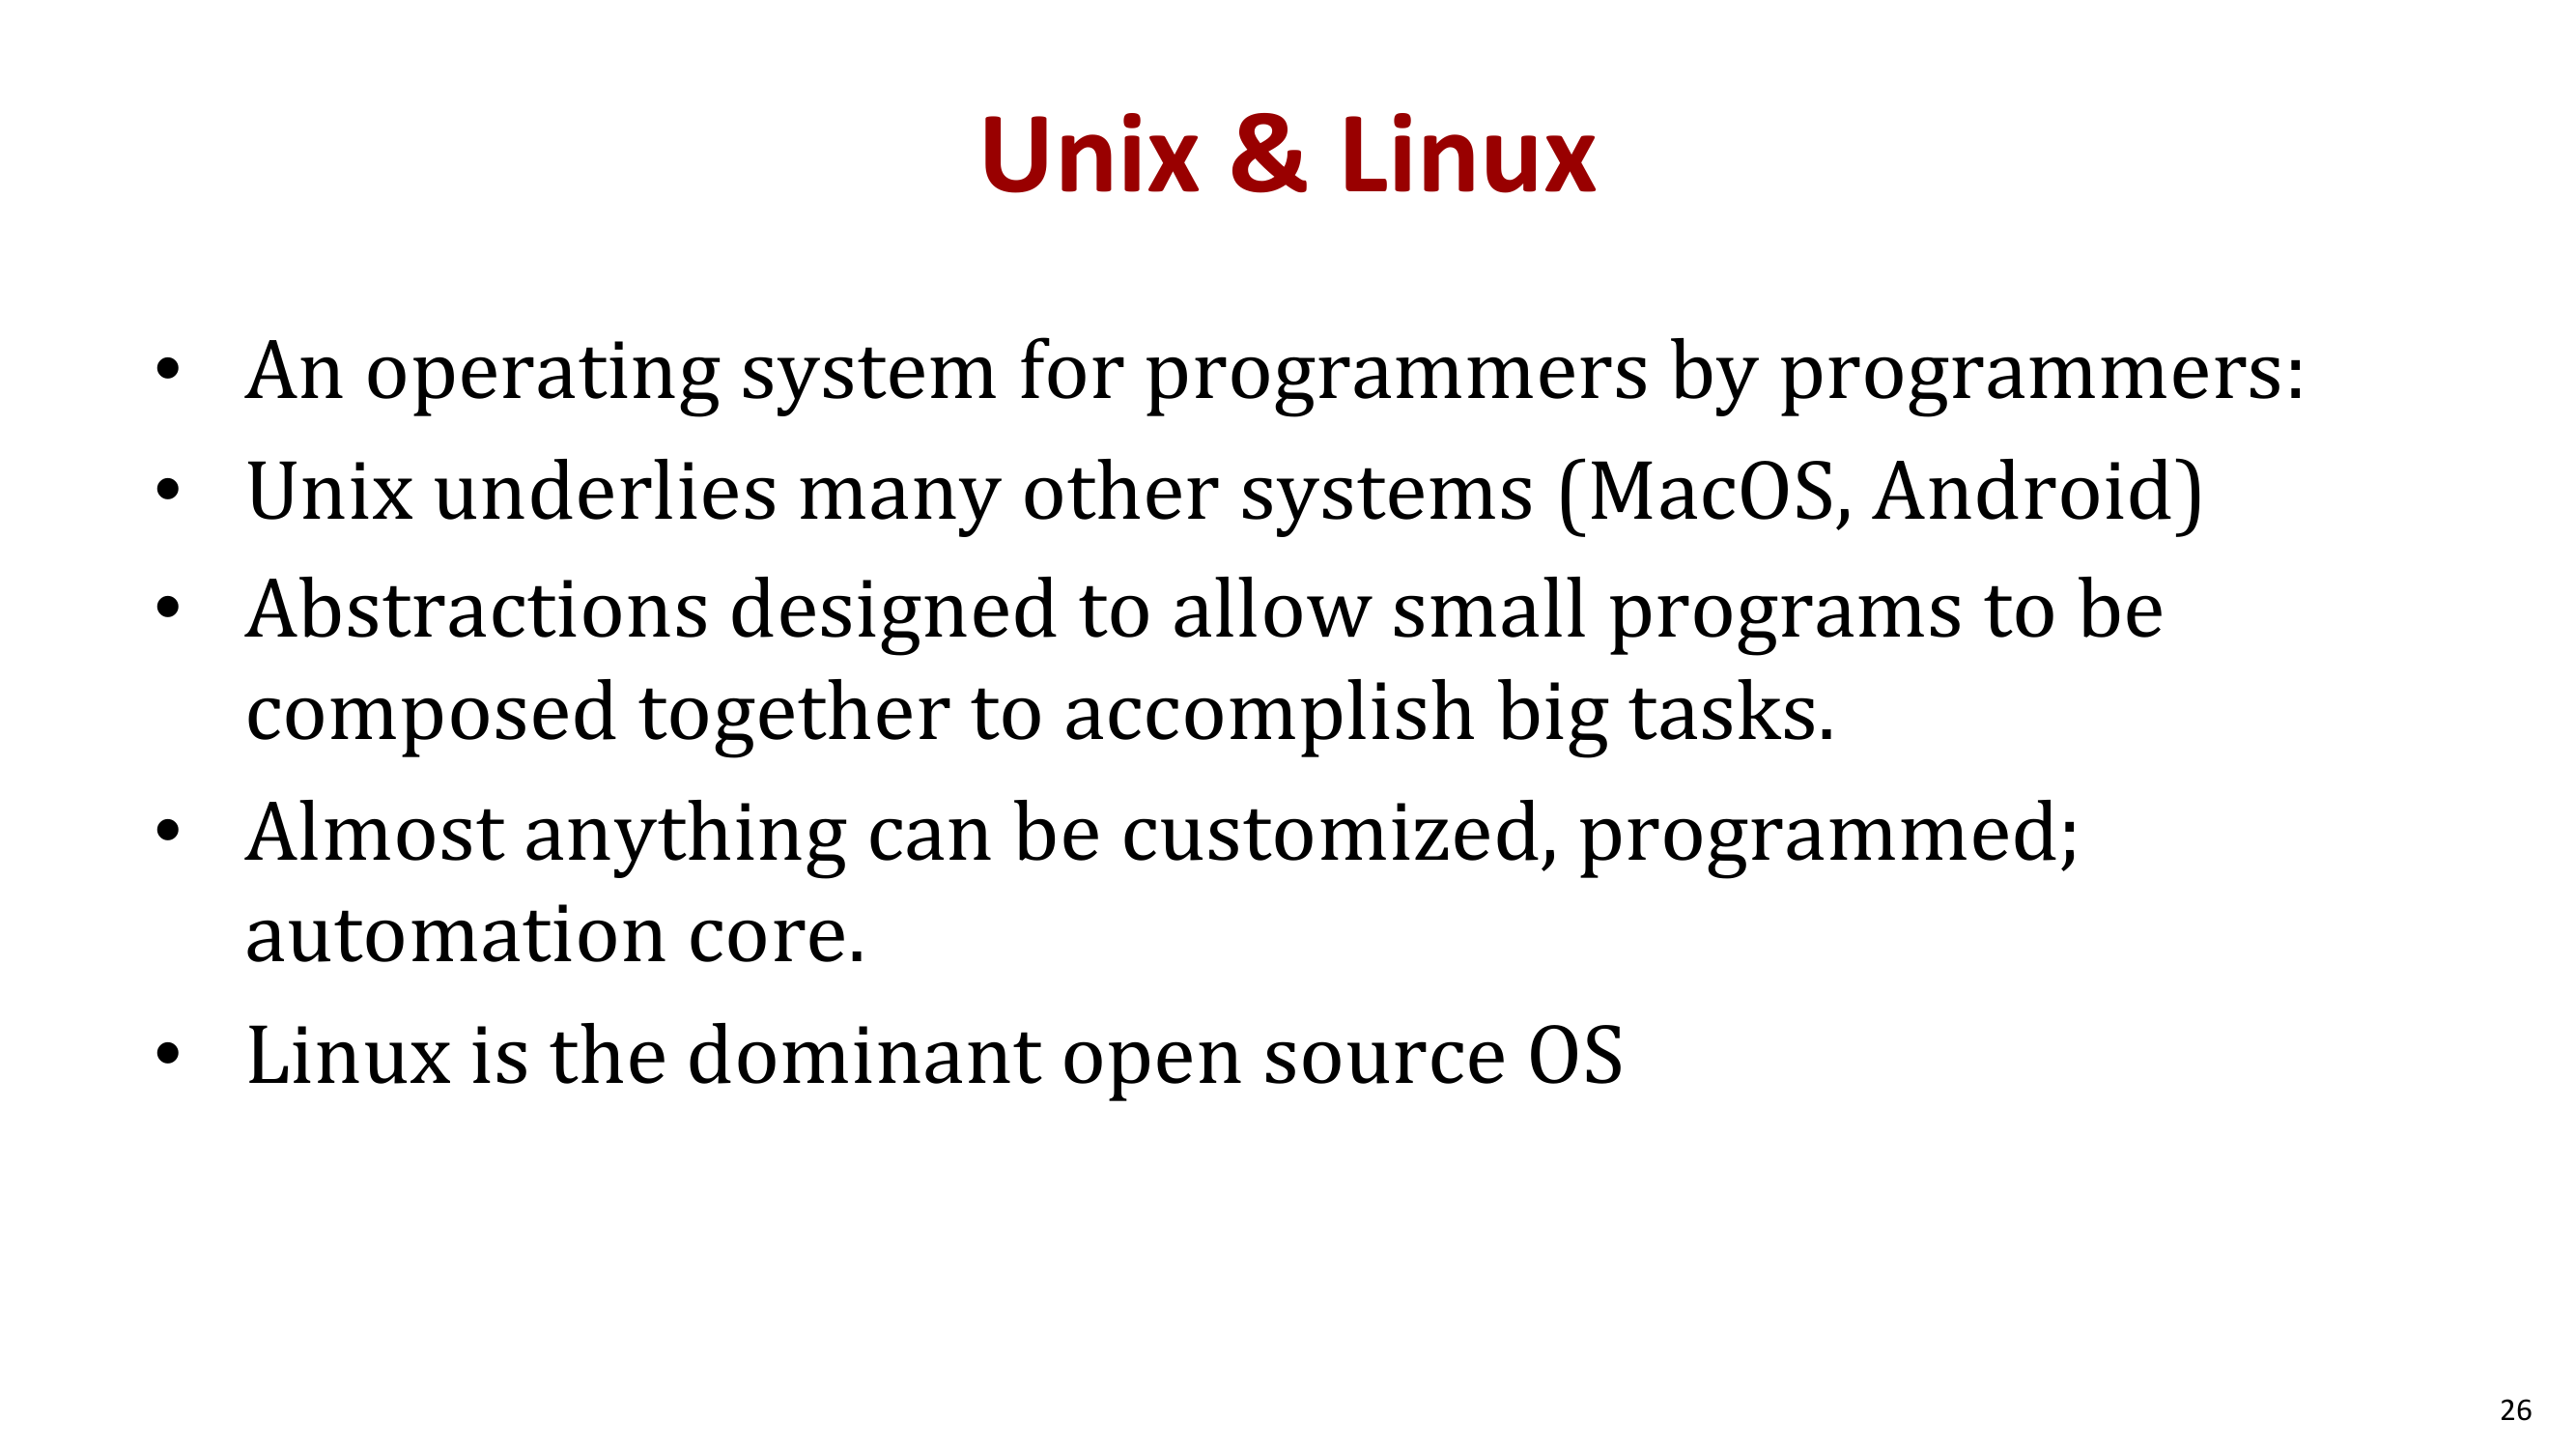 Unix & Linux
• An operating system for programmers by programmers:
• Unix underlies many other systems (MacOS, Android)
• Abstractions designed to allow small programs to be
composed together to accomplish big tasks.
• Almost anything can be customized, programmed;
automation core.
• Linux is the dominant open source OS
26